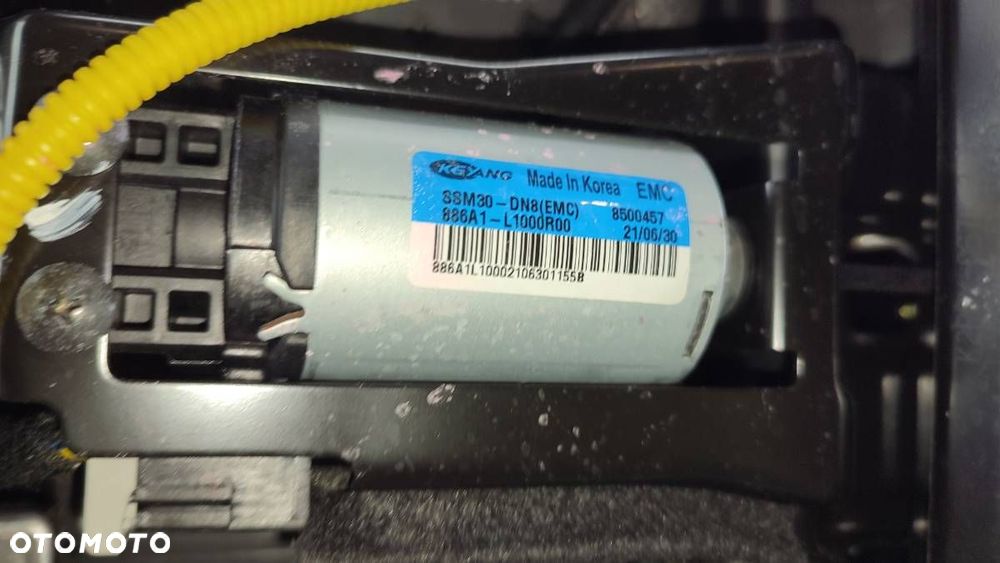 KEYANG Made In Korea EMC
SSM30-DN8(EMC) 8500457
886A1-L1000R00 21/06/30
886A1L10002106301155B
OTOMOTO